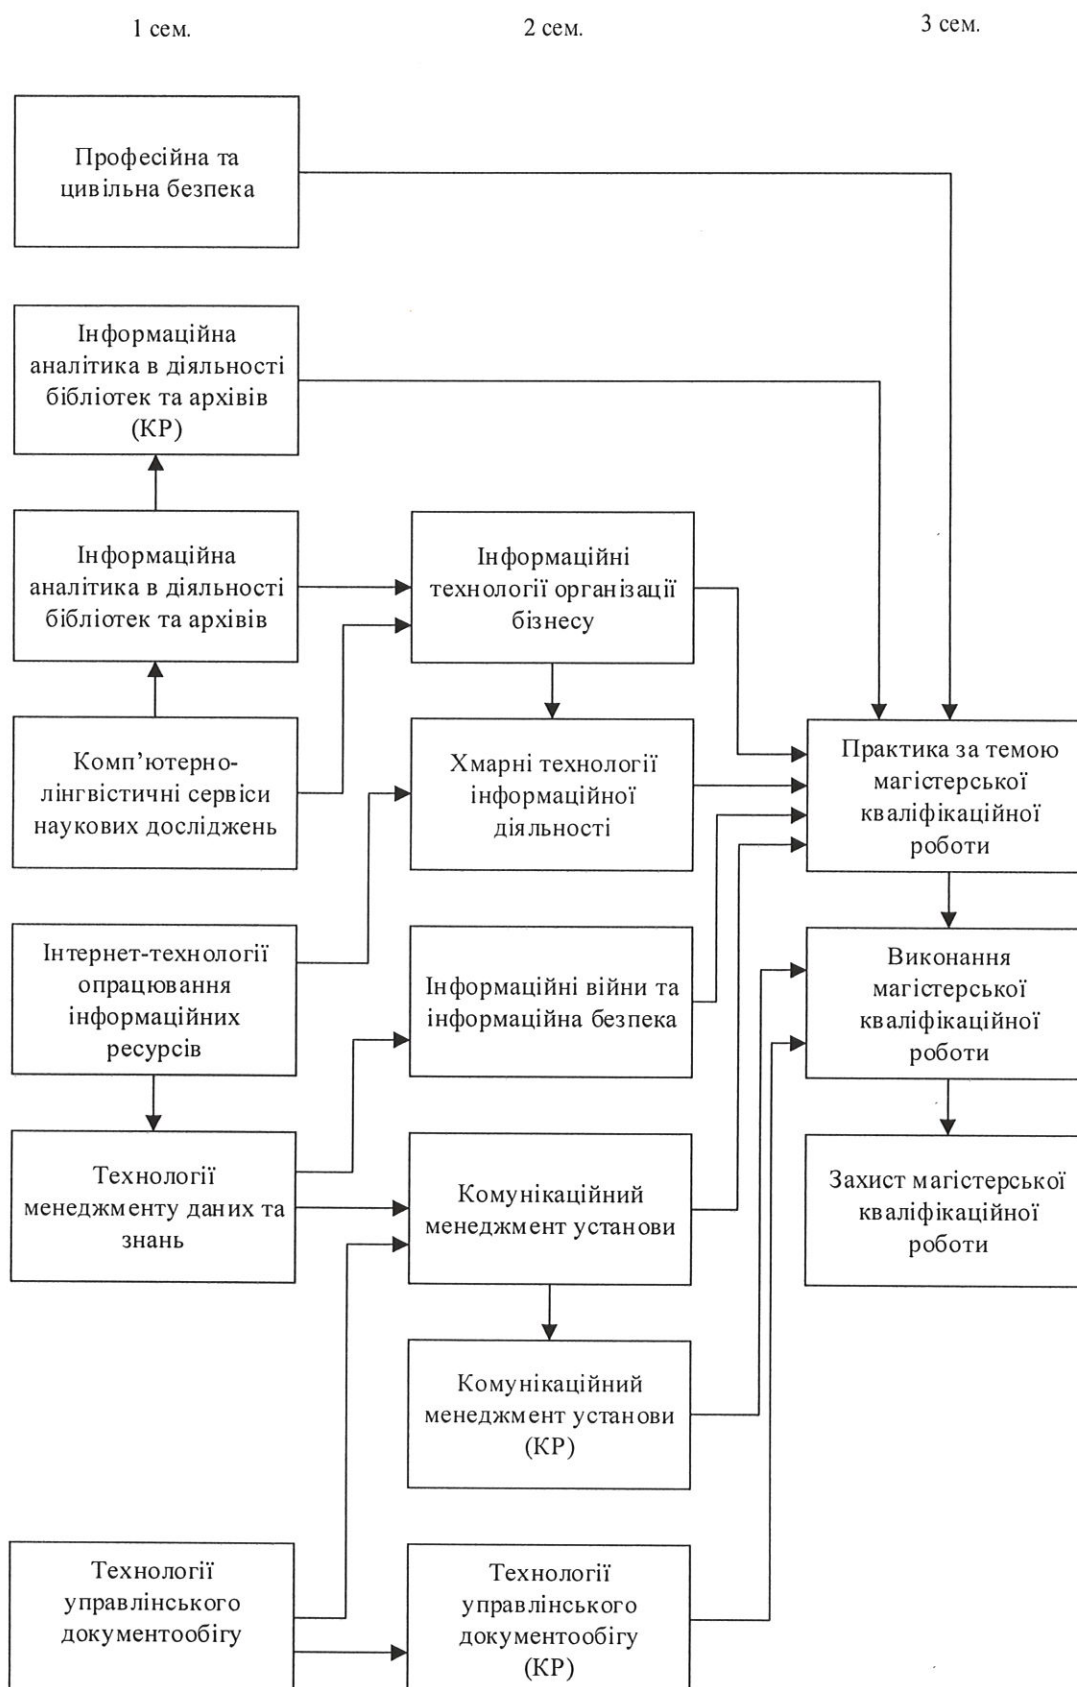 1 сем.
2 сем.
3 сем.
Професійна та
цивільна безпека
Інформаційна
аналітика в діяльності
бібліотек та архівів
(КР)
Інформаційна
аналітика в діяльності
бібліотек та архівів
Інформаційні
технології організації
бізнесу
Комп’ютерно-
лінгвістичні сервіси
наукових досліджень
Хмарні технології
інформаційної
діяльності
Практика за темою
магістерської
кваліфікаційної
роботи
Інтернет-технології
опрацювання
інформаційних
ресурсів
Інформаційні війни та
інформаційна безпека
Виконання
магістерської
кваліфікаційної
роботи
Технології
менеджменту даних та
знань
Комунікаційний
менеджмент установи
Захист магістерської
кваліфікаційної
роботи
Комунікаційний
менеджмент установи
(КР)
Технології
управлінського
документообігу
Технології
управлінського
документообігу
(КР)